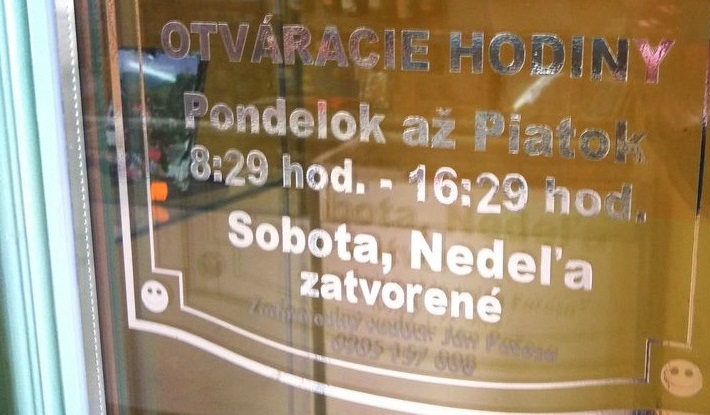 OTVÁRACIE HODINY
Pondelok až Piatok
8:29 hod. - 16:29 hod.
Sobota, Nedeľa
zatvorené